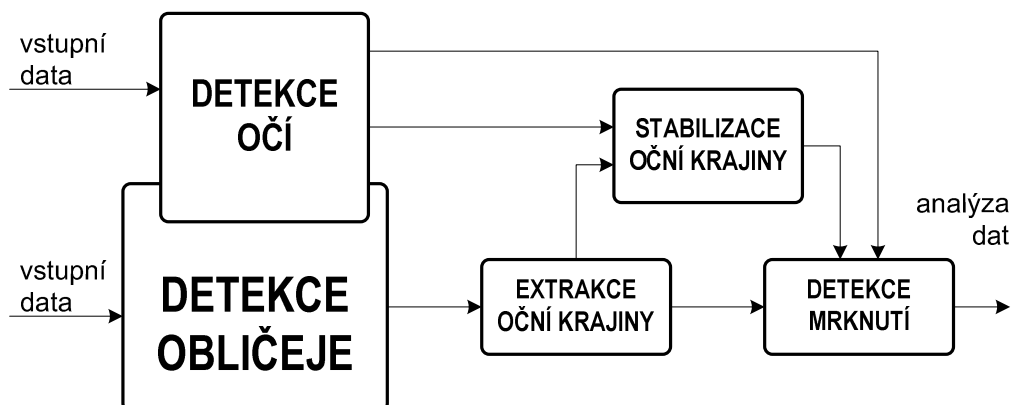 vstupní
data
DETEKCE
OČÍ
STABILIZACE
OČNÍ KRAJINY
analýza
dat
vstupní
data
DETEKCE
OBLIČEJE
EXTRAKCE
OČNÍ KRAJINY
DETEKCE
MRKNUTÍ